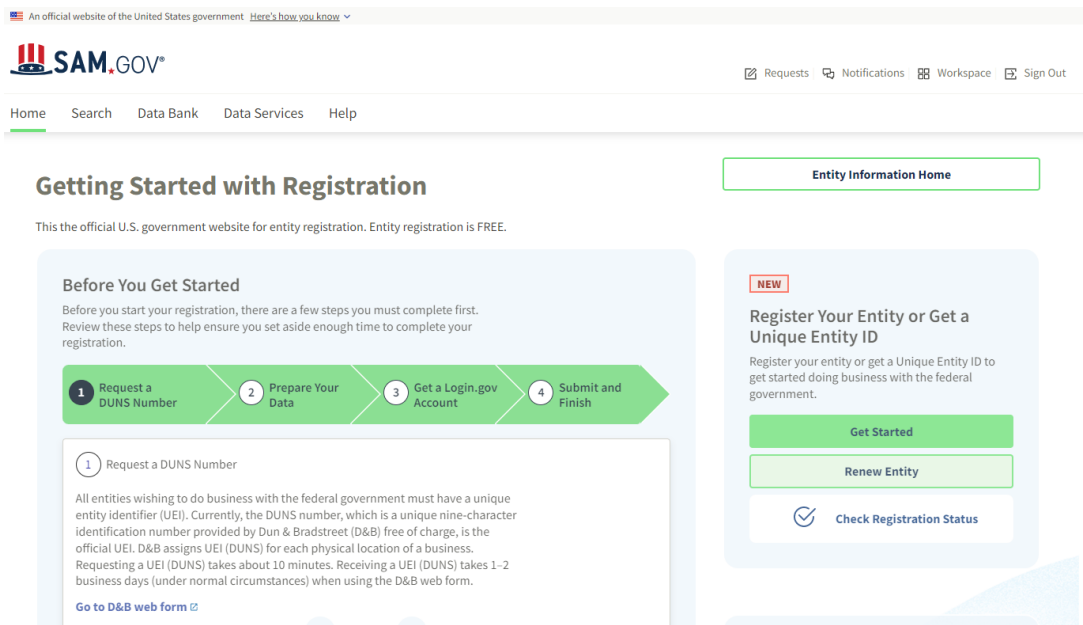 An official website of the United States government Here's how you know
SAM.GOV®
Requests Notifications Workspace Sign Out
Home Search Data Bank Data Services Help
Getting Started with Registration
Entity Information Home
This the official U.S. government website for entity registration. Entity registration is FREE.
Before You Get Started
Before you start your registration, there are a few steps you must complete first.
Review these steps to help ensure you set aside enough time to complete your
registration.
1 Request a
DUNS Number
2 Prepare Your
Data
3 Get a Login.gov
Account
4 Submit and
Finish
1 Request a DUNS Number
All entities wishing to do business with the federal government must have a unique
entity identifier (UEI). Currently, the DUNS number, which is a unique nine-character
identification number provided by Dun & Bradstreet (D&B) free of charge, is the
official UEI. D&B assigns UEI (DUNS) for each physical location of a business.
Requesting a UEI (DUNS) takes about 10 minutes. Receiving a UEI (DUNS) takes 1–2
business days (under normal circumstances) when using the D&B web form.
Go to D&B web form
NEW
Register Your Entity or Get a
Unique Entity ID
Register your entity or get a Unique Entity ID to
get started doing business with the federal
government.
Get Started
Renew Entity
Check Registration Status